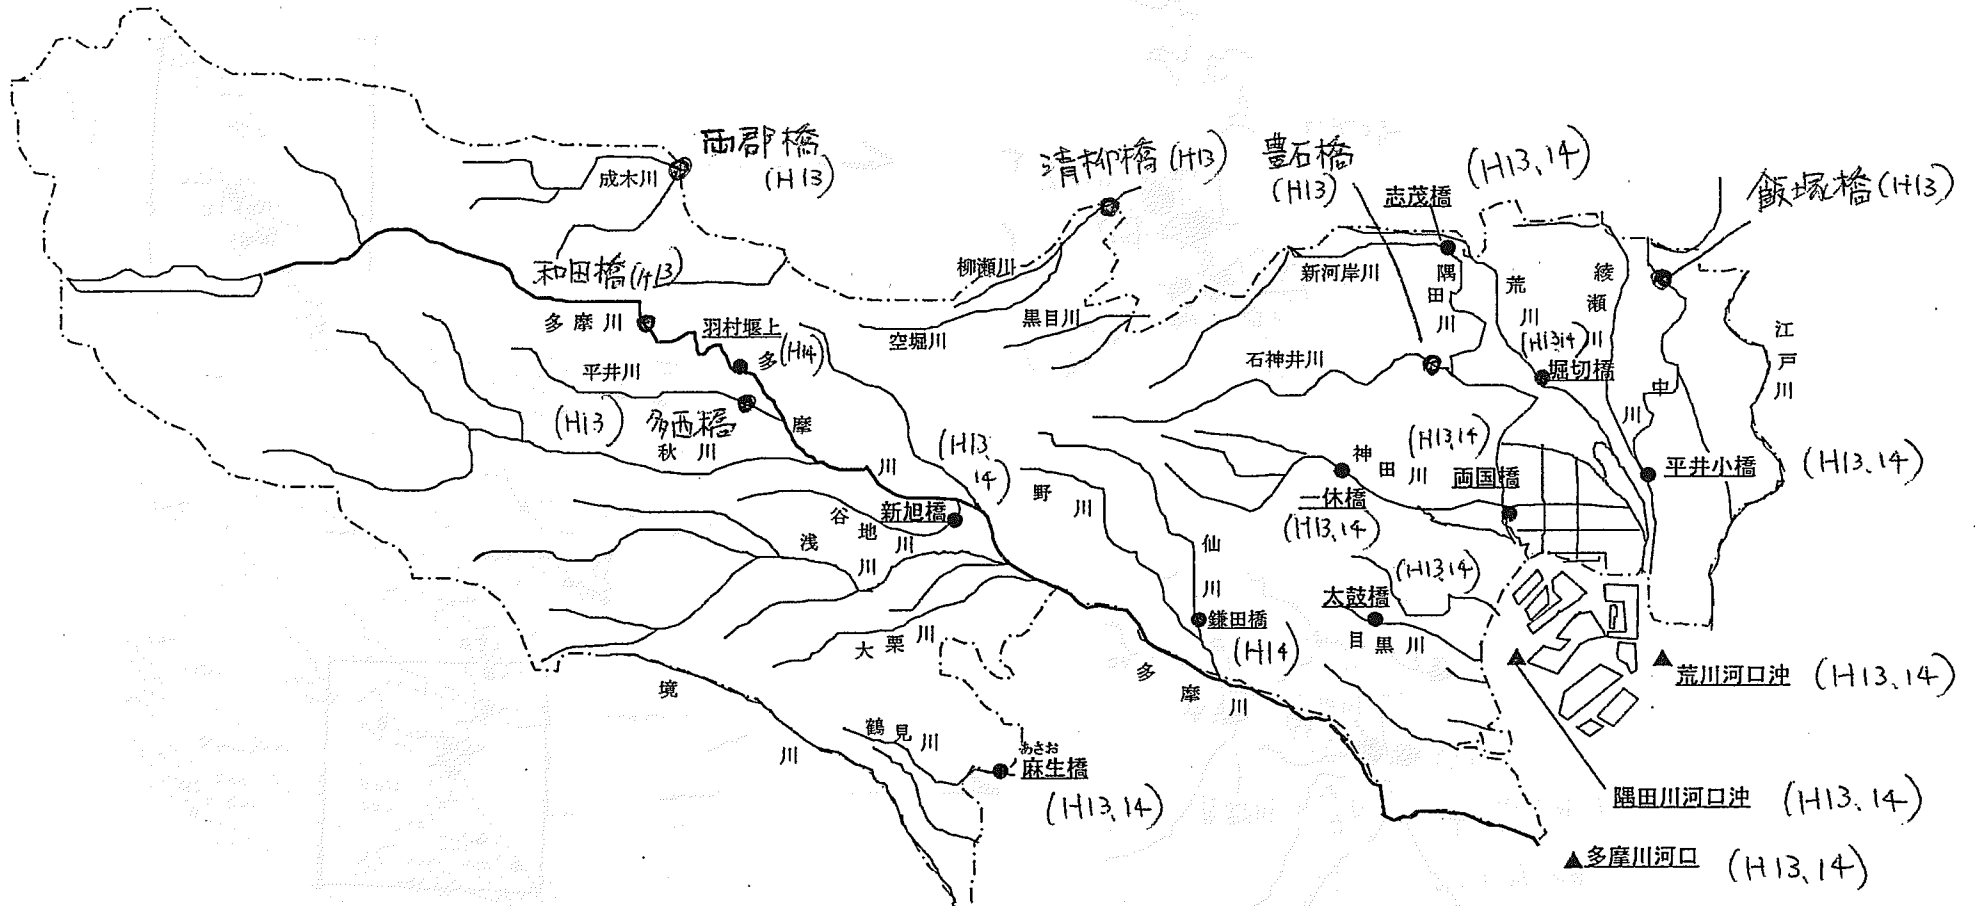 両郡橋
(H13)
成木川
清柳橋(H13)
豊石橋
(H13)
(H13,14)
志茂橋
飯塚橋(H13)
和田橋(H13)
多摩川
羽村堰上
(H14)
柳瀬川
空堀川
黒目川
新河岸川
隅田川
荒川
綾瀬川
(H13,14)
堀切橋
中川
江戸川
平井川
(H13)
多西橋
秋川
多摩川
石神井川
(H13,14)
新旭橋
谷地川
浅川
野川
仙川
神田川
(H13,14)
両国橋
一休橋
(H13,14)
平井小橋
(H13,14)
大栗川
鎌田橋
(H14)
太鼓橋
(H13,14)
目黒川
多摩川
境川
鶴見川
あさお
麻生橋
(H13,14)
荒川河口沖
(H13,14)
隅田川河口沖
(H13,14)
多摩川河口
(H13,14)